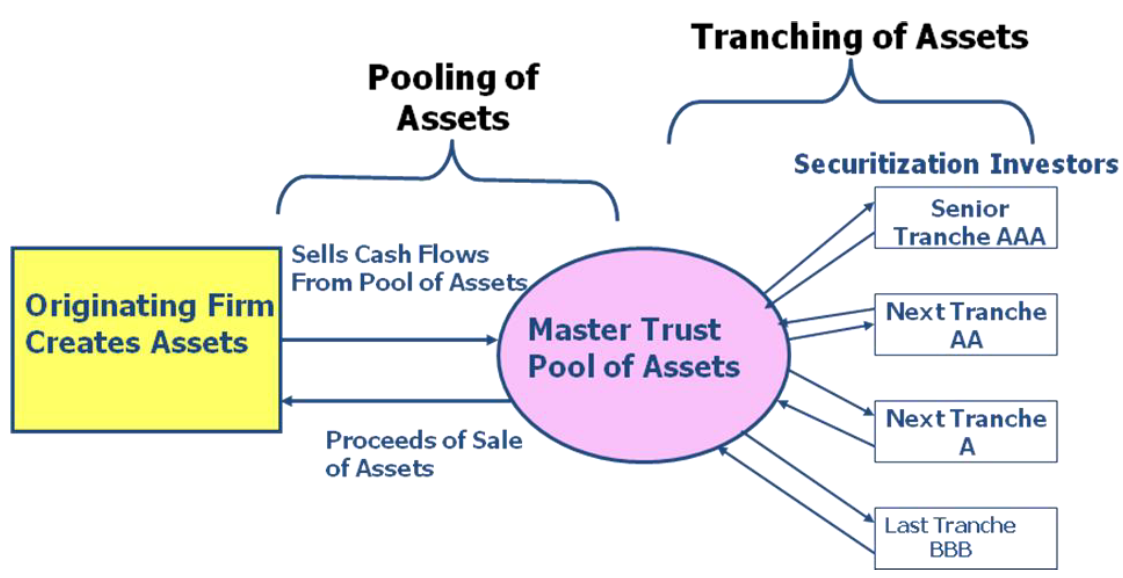 Tranching of Assets
Pooling of
Assets
Securitization Investors
Senior
Tranche AAA
Sells Cash Flows
From Pool of Assets
Originating Firm
Creates Assets
Master Trust
Pool of Assets
Next Tranche
AA
Next Tranche
A
Proceeds of Sale
of Assets
Last Tranche
BBB